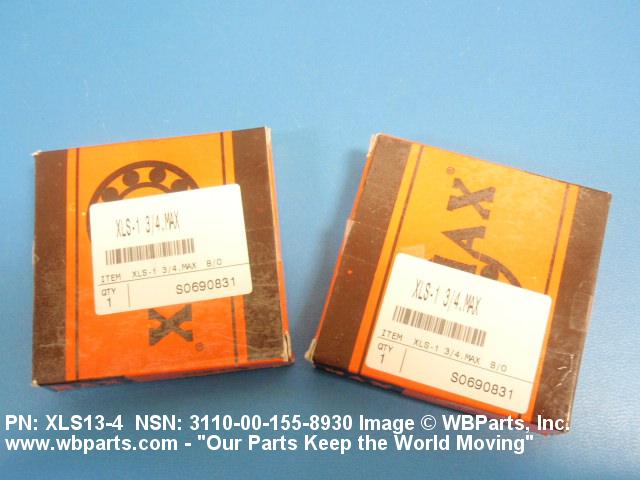 XLS-1 3/4.MAX
ITEM XLS-1 3/4.MAX B/O
QTY
1
S0690831
X
®
®
MAX
XLS-1 3/4.MAX
ITEM XLS-1 3/4.MAX B/O
QTY
1
S0690831
PN: XLS13-4 NSN: 3110-00-155-8930 Image © WBParts, Inc.
www.wbparts.com - "Our Parts Keep the World Moving"